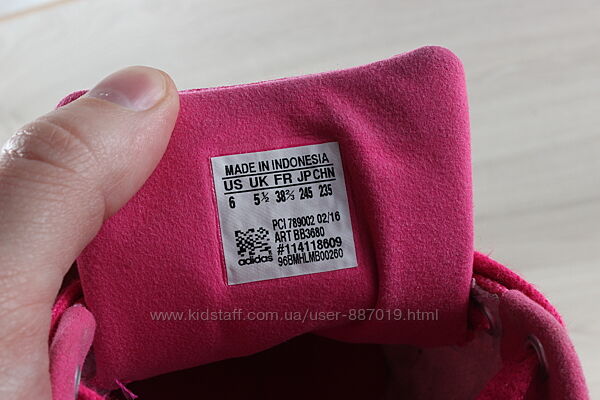 MADE IN INDONESIA
US UK FR JP CHN
6 5½ 38⅔ 245 235
PCI 789002 02/16
ART BB3680
#114118609
adidas 96BMHLMB00260
www.kidstaff.com.ua/user-887019.html